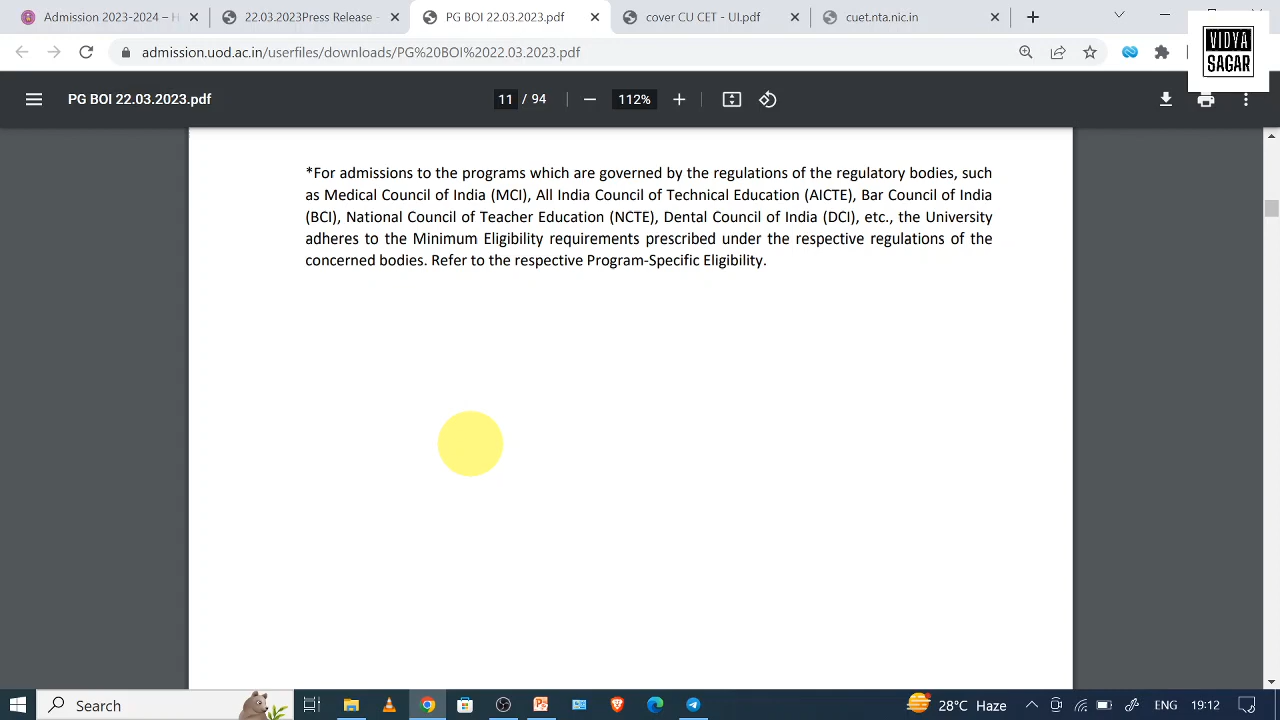 Admission 2023-2024 – H
22.03.2023Press Release -
PG BOI 22.03.2023.pdf
cover CU CET - UI.pdf
cuet.nta.nic.in
admission.uod.ac.in/userfiles/downloads/PG%20BOI%2022.03.2023.pdf
VIDYA
SAGAR
PG BOI 22.03.2023.pdf
11 / 94
112%
*For admissions to the programs which are governed by the regulations of the regulatory bodies, such
as Medical Council of India (MCI), All India Council of Technical Education (AICTE), Bar Council of India
(BCI), National Council of Teacher Education (NCTE), Dental Council of India (DCI), etc., the University
adheres to the Minimum Eligibility requirements prescribed under the respective regulations of the
concerned bodies. Refer to the respective Program-Specific Eligibility.
Search
28°C Haze
ENG
19:12